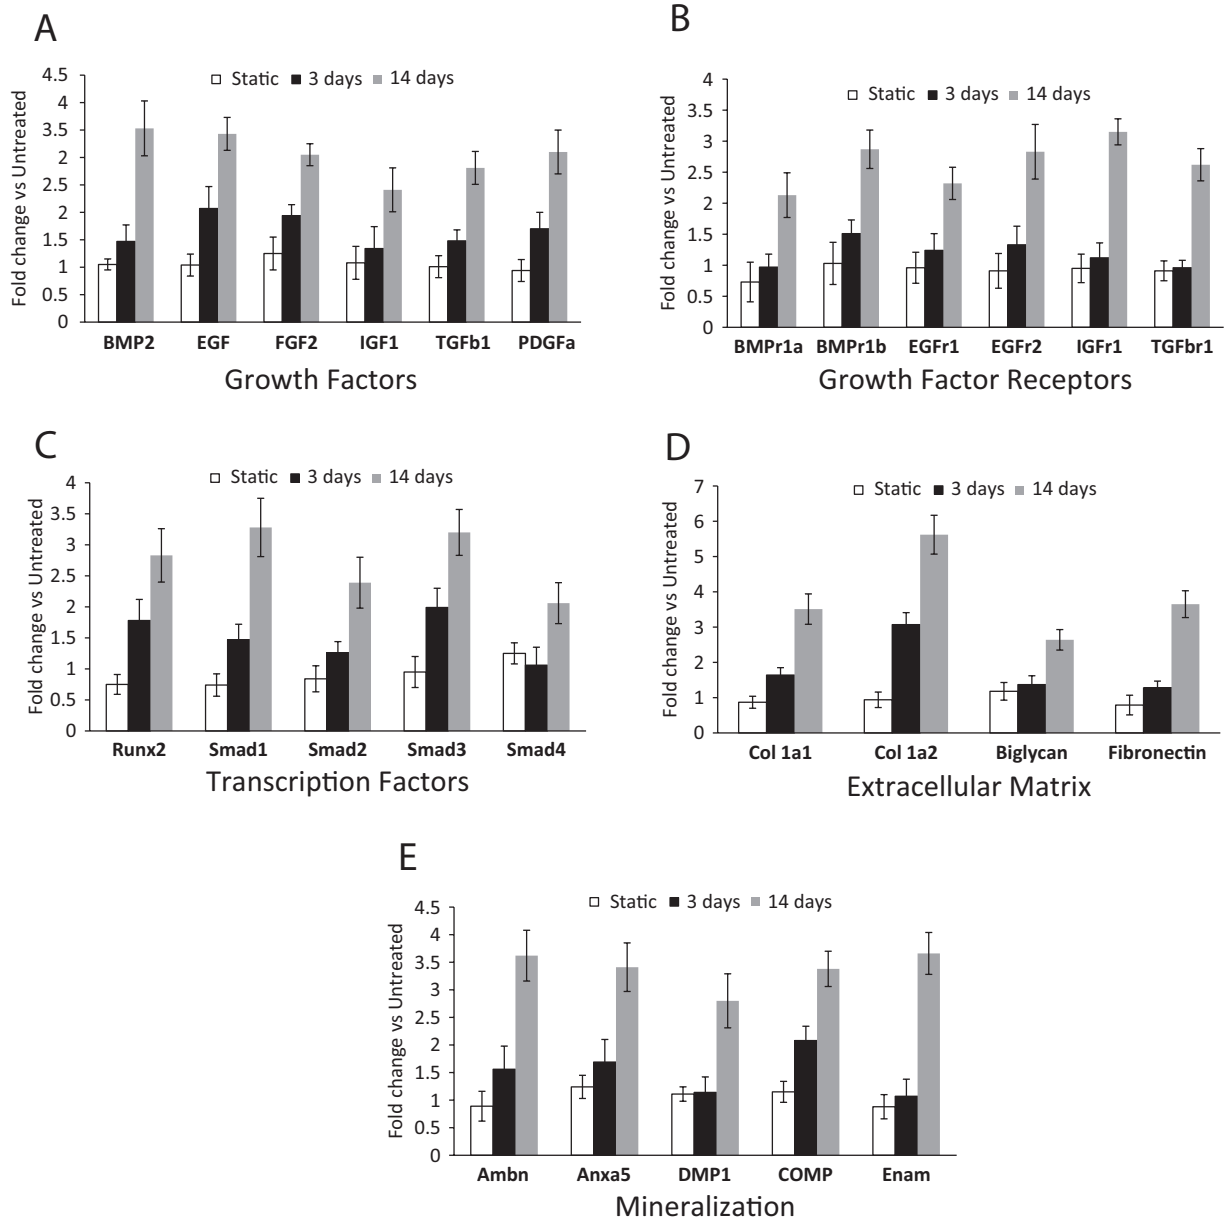 A
Static 3 days 14 days
Fold change vs Untreated
4.5
4
3.5
3
2.5
2
1.5
1
0.5
0
BMP2 EGF FGF2 IGF1 TGFb1 PDGFa
Growth Factors
B
Static 3 days 14 days
Fold change vs Untreated
4
3.5
3
2.5
2
1.5
1
0.5
0
BMPr1a BMPr1b EGFr1 EGFr2 IGFr1 TGFbr1
Growth Factor Receptors
C
Static 3 days 14 days
Fold change vs Untreated
4
3.5
3
2.5
2
1.5
1
0.5
0
Runx2 Smad1 Smad2 Smad3 Smad4
Transcription Factors
D
Static 3 days 14 days
Fold change vs Untreated
7
6
5
4
3
2
1
0
Col 1a1 Col 1a2 Biglycan Fibronectin
Extracellular Matrix
E
Static 3 days 14 days
Fold change vs Untreated
4.5
4
3.5
3
2.5
2
1.5
1
0.5
0
Ambn Anxa5 DMP1 COMP Enam
Mineralization